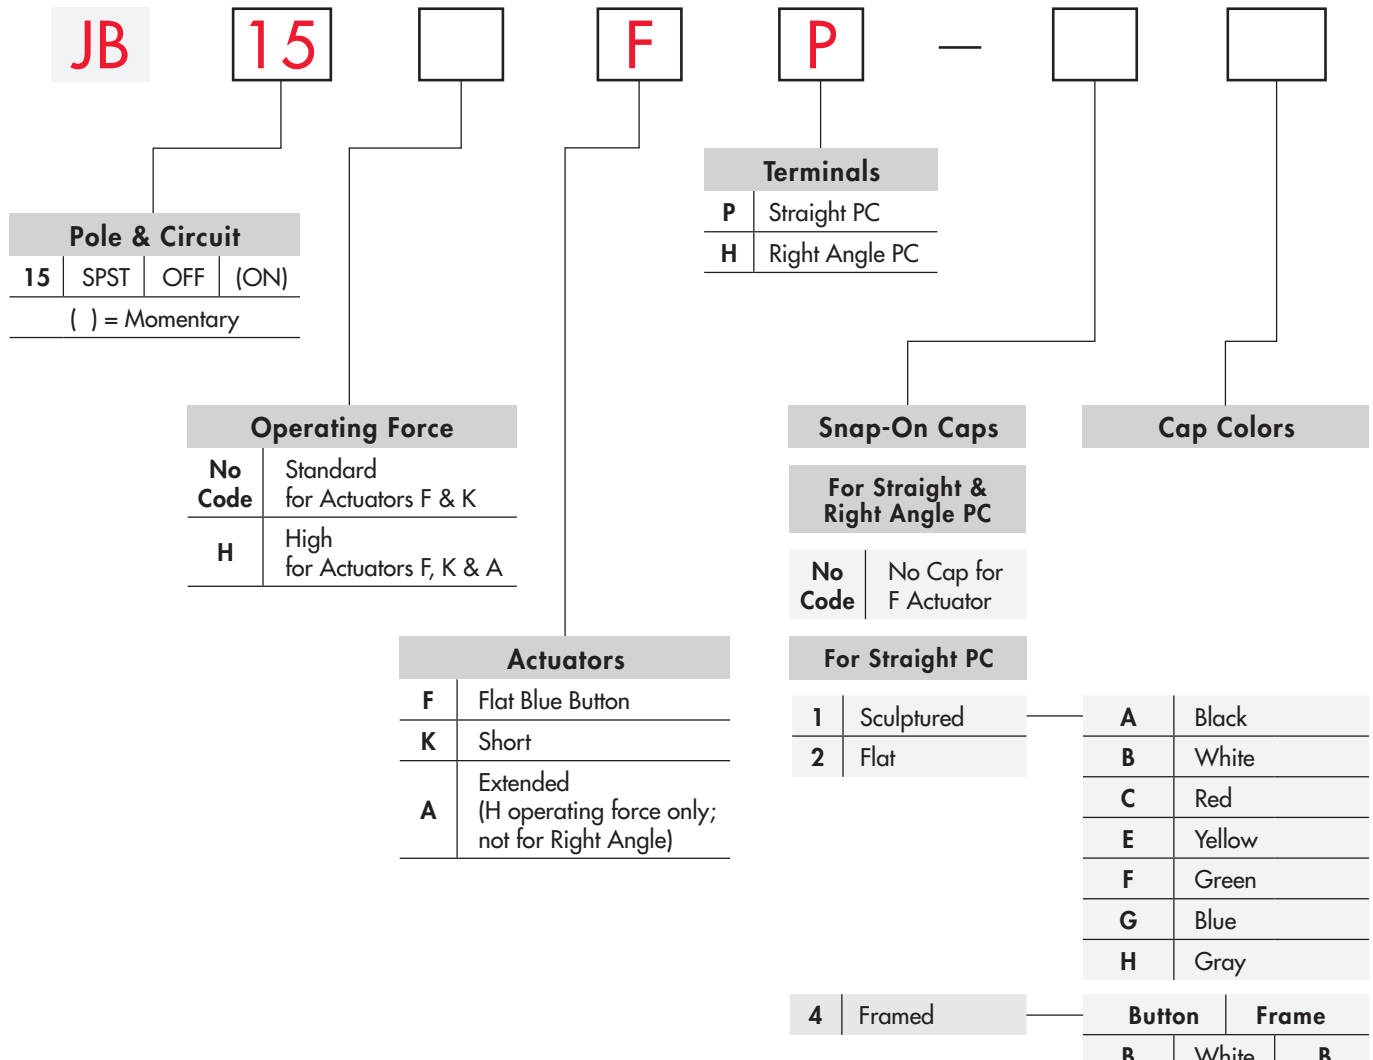 JB 15 F P —
Terminals
P Straight PC
H Right Angle PC
Pole & Circuit
15 SPST OFF (ON)
( ) = Momentary
Operating Force
No Code Standard
for Actuators F & K
H High
for Actuators F, K & A
Actuators
F Flat Blue Button
K Short
A Extended
(H operating force only;
not for Right Angle)
Snap-On Caps
For Straight &
Right Angle PC
No Code No Cap for
F Actuator
For Straight PC
1 Sculptured
2 Flat
4 Framed
Cap Colors
A Black
B White
C Red
E Yellow
F Green
G Blue
H Gray
Button Frame
B White B